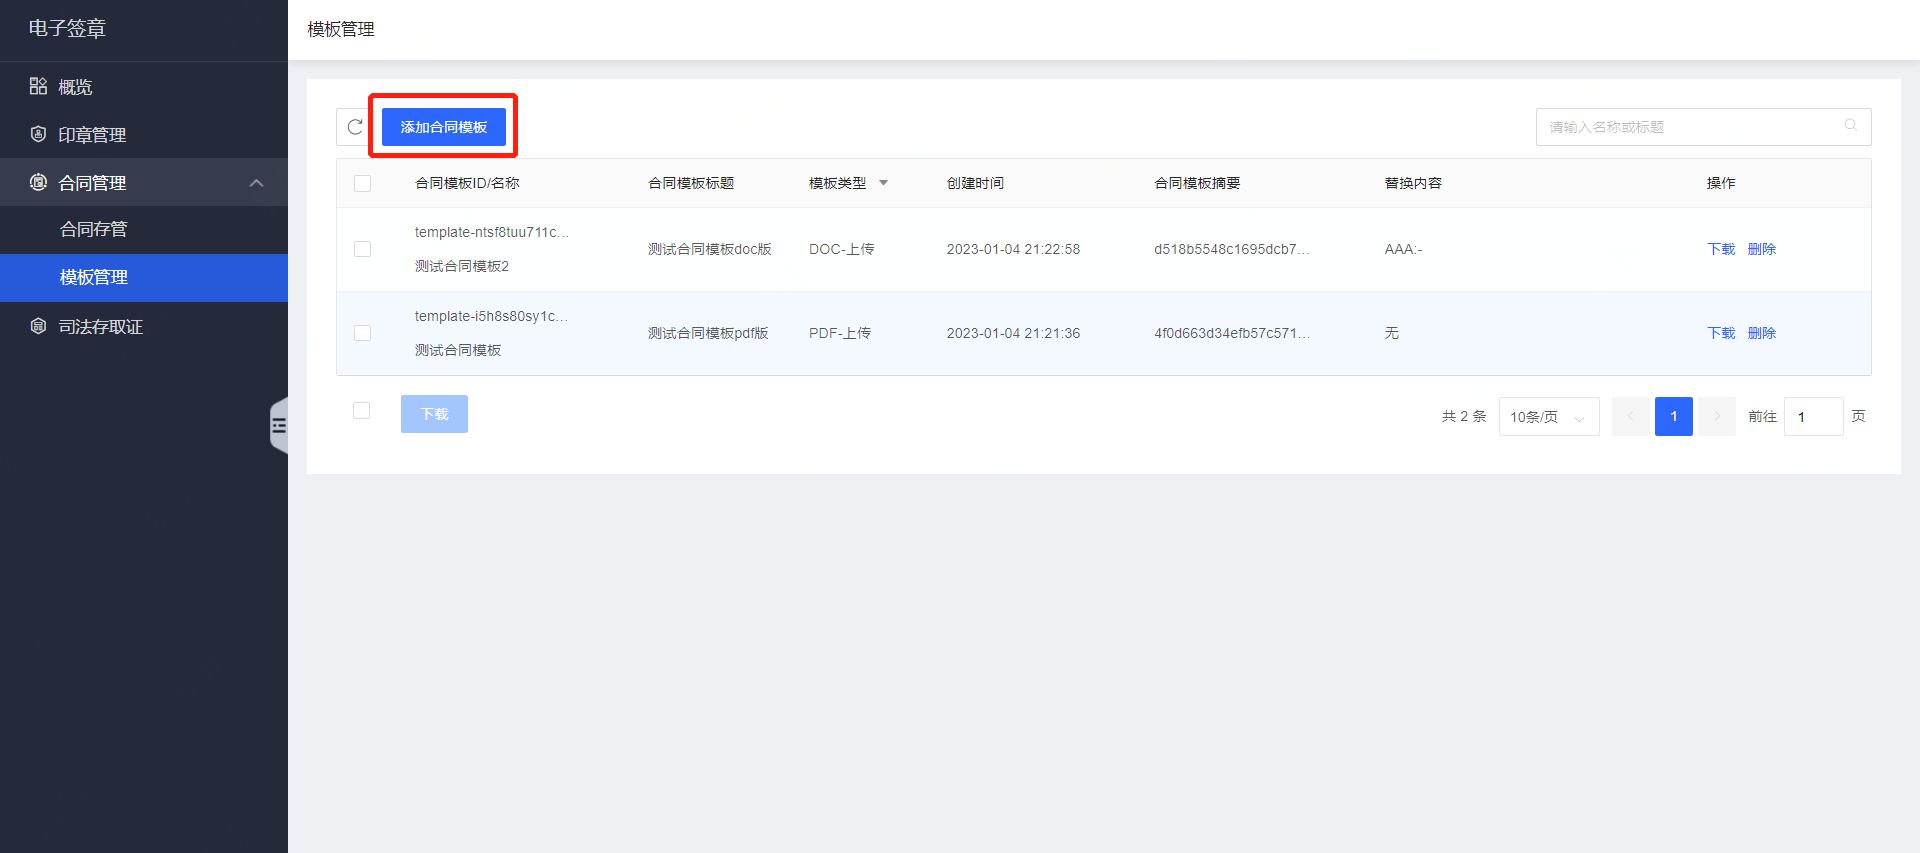 电子签章
概览
印章管理
合同管理
合同存管
模板管理
司法存取证
模板管理
添加合同模板
请输入名称或标题
合同模板ID/名称 合同模板标题 模板类型 创建时间 合同模板摘要 替换内容 操作
template-ntsf8tuu711c...
测试合同模板2
测试合同模板doc版 DOC-上传 2023-01-04 21:22:58 d518b5548c1695dcb7... AAA:- 下载 删除
template-i5h8s80sy1c...
测试合同模板
测试合同模板pdf版 PDF-上传 2023-01-04 21:21:36 4f0d663d34efb57c571... 无 下载 删除
下载
共 2 条 10条/页 1 前往 1 页